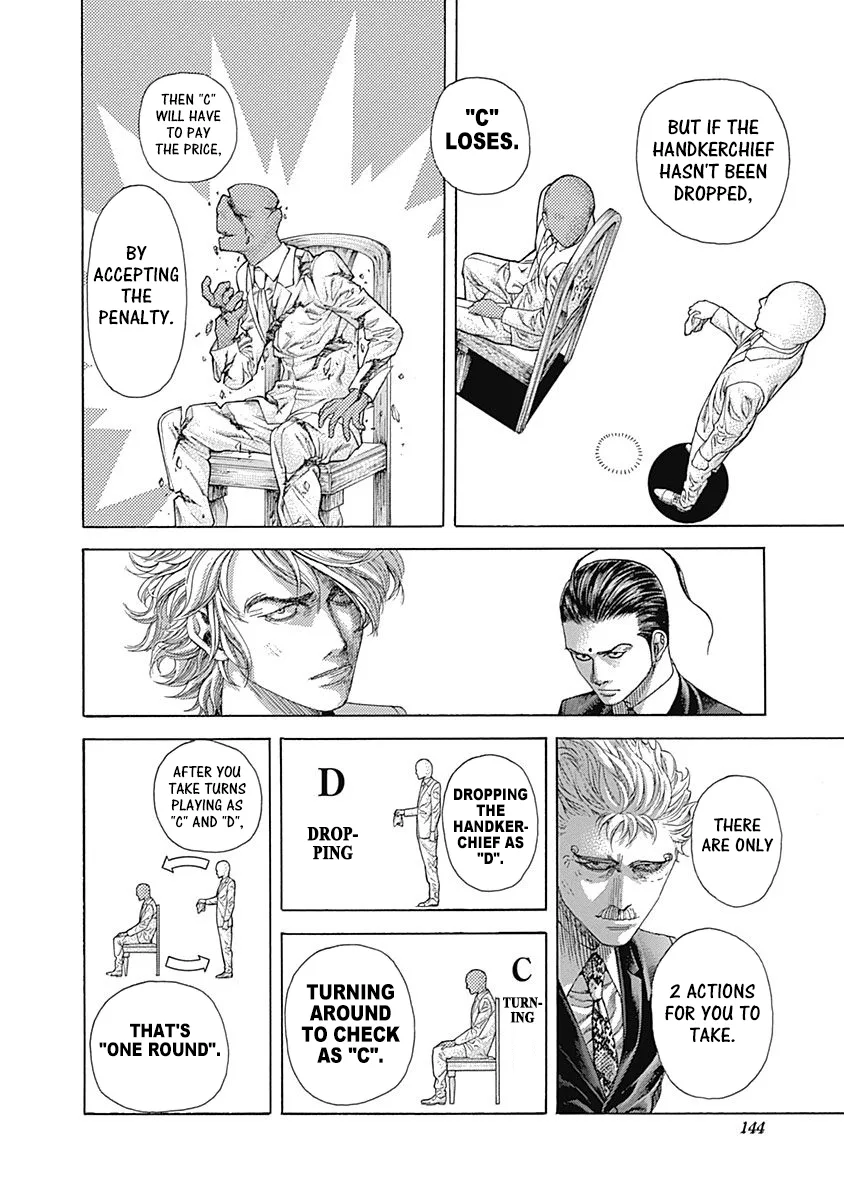 BUT IF THE
HANDKERCHIEF
HASN'T BEEN
DROPPED,
"C"
LOSES.
THEN "C"
WILL HAVE
TO PAY
THE PRICE,
BY
ACCEPTING
THE
PENALTY.
THERE
ARE ONLY
2 ACTIONS
FOR YOU TO
TAKE.
DROPPING
THE
HANDKER-
CHIEF AS
"D".
D
DROP-
PING
C
TURN-
ING
TURNING
AROUND
TO CHECK
AS "C".
AFTER YOU
TAKE TURNS
PLAYING AS
"C" AND "D",
THAT'S
"ONE ROUND".
144